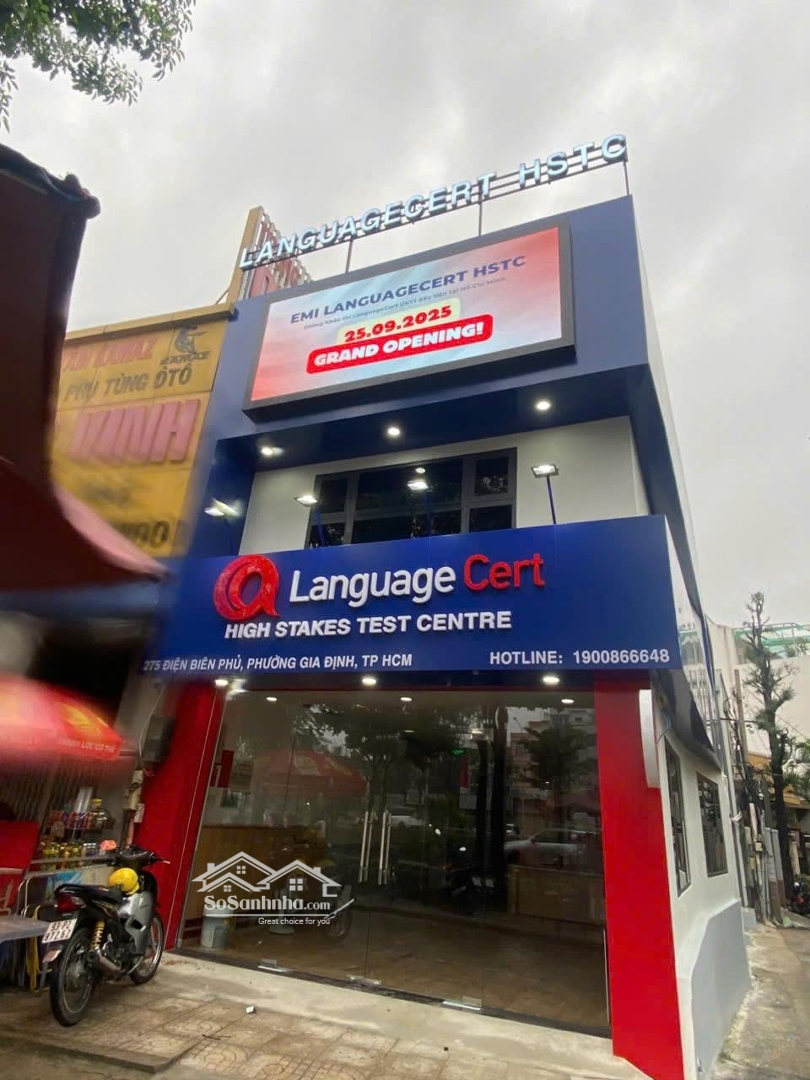 LANGUAGECERT HSTC
EMI LANGUAGECERT HSTC
25.09.2025
GRAND OPENING!
PHỤ TÙNG ÔTÔ
Language Cert
HIGH STAKES TEST CENTRE
275 ĐIỆN BIÊN PHỦ, PHƯỜNG GIA ĐỊNH, TP HCM
HOTLINE: 1900866648
SoSanhnha.com
Great choice for you